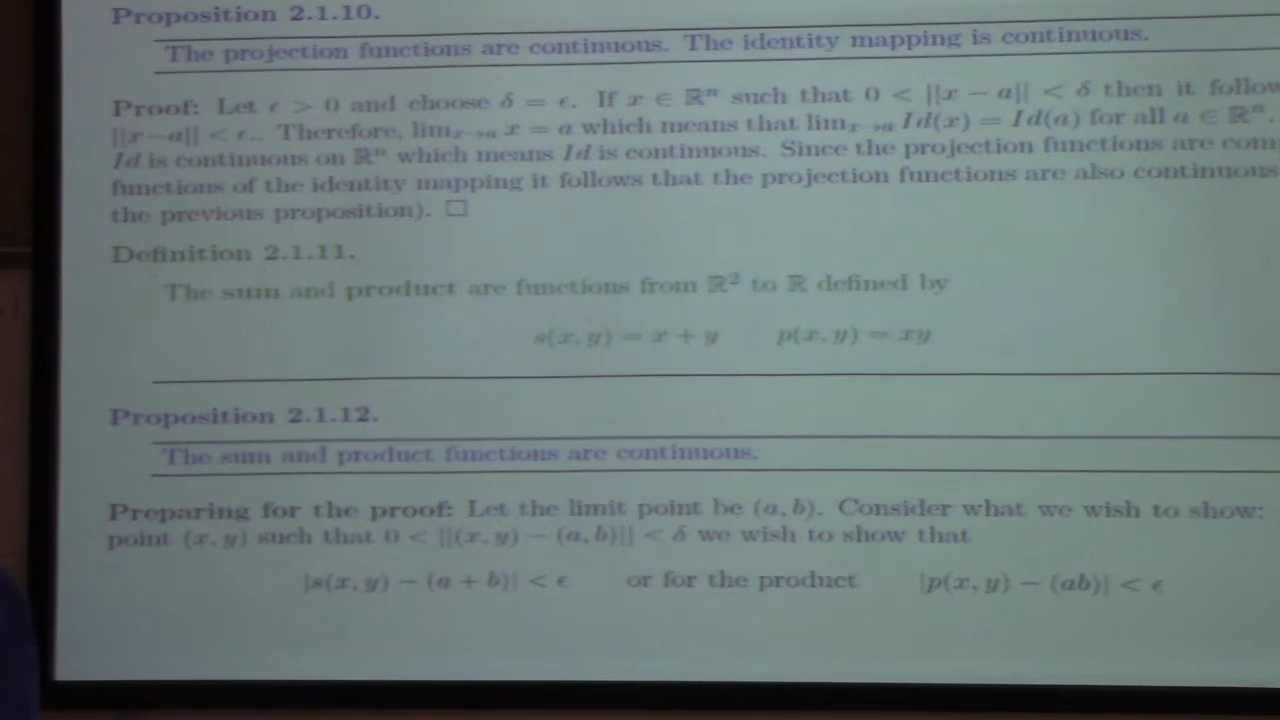 Proposition 2.1.10.
The projection functions are continuous. The identity mapping is continuous.
Proof: Let ϵ > 0 and choose δ = ϵ. If x ∈ ℝⁿ such that 0 < ||x − a|| < δ then it follow
||x−a|| < ϵ.. Therefore, lim_{x→a} x = a which means that lim_{x→a} Id(x) = Id(a) for all a ∈ ℝⁿ.
Id is continuous on ℝⁿ which means Id is continuous. Since the projection functions are com
functions of the identity mapping it follows that the projection functions are also continuous
the previous proposition). □
Definition 2.1.11.
The sum and product are functions from ℝ² to ℝ defined by
s(x, y) = x + y p(x, y) = xy
Proposition 2.1.12.
The sum and product functions are continuous.
Preparing for the proof: Let the limit point be (a, b). Consider what we wish to show:
point (x, y) such that 0 < ||(x, y) − (a, b)|| < δ we wish to show that
|s(x, y) − (a + b)| < ϵ or for the product |p(x, y) − (ab)| < ϵ